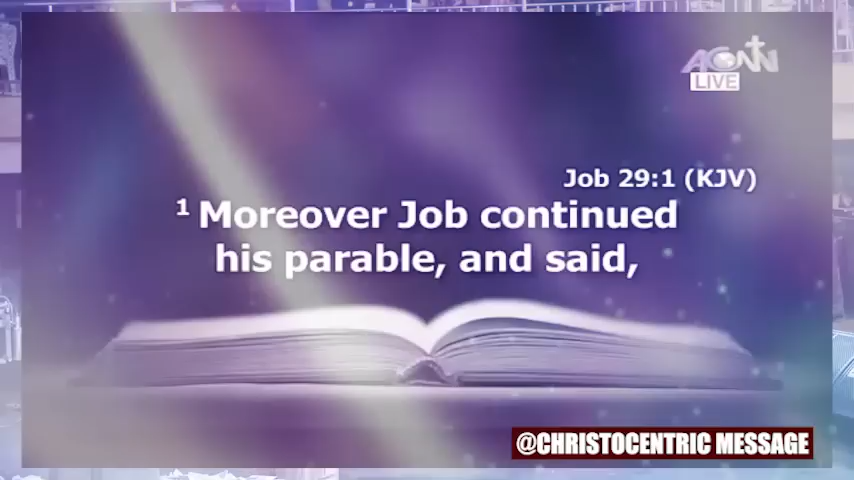 ACNN
LIVE
Job 29:1 (KJV)
1 Moreover Job continued
his parable, and said,
@CHRISTOCENTRIC MESSAGE